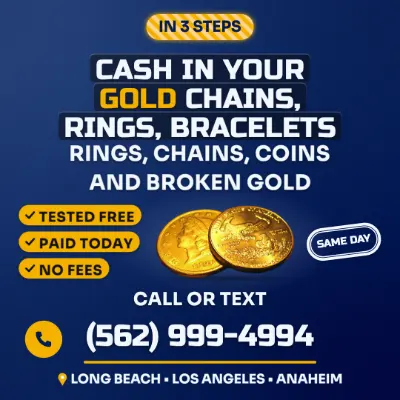 IN 3 STEPS
CASH IN YOUR
GOLD CHAINS,
RINGS, BRACELETS
RINGS, CHAINS, COINS
AND BROKEN GOLD
✓ TESTED FREE
✓ PAID TODAY
✓ NO FEES
SAME DAY
CALL OR TEXT
(562) 999-4994
LONG BEACH • LOS ANGELES • ANAHEIM